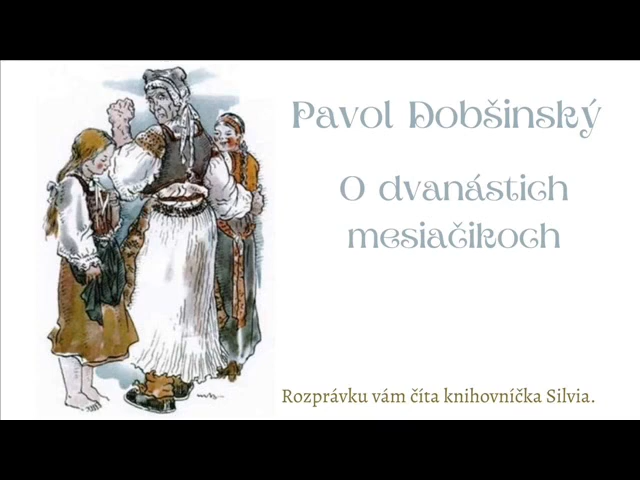 Pavol Dobšinský
O dvanástich
mesiačikoch
Rozprávku vám číta knihovníčka Silvia.